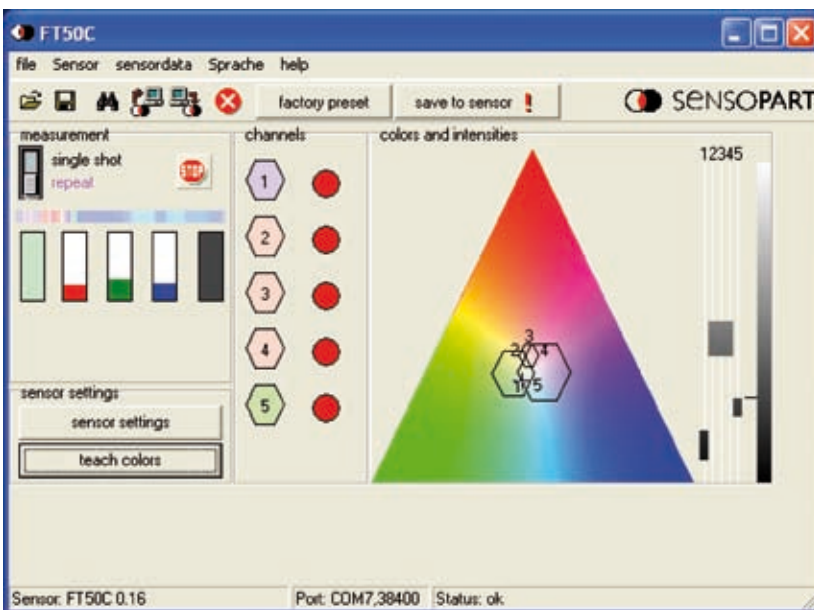 FT50C
file Sensor sensordata Sprache help
factory preset save to sensor ! SENSOPART
measurement channels colors and intensities
single shot
repeat
STOP
12345
1
2
3
4
5
3
2 4
1 5
sensor settings
sensor settings
teach colors
Sensor: FT50C 0.16 Port: COM7,38400 Status: ok